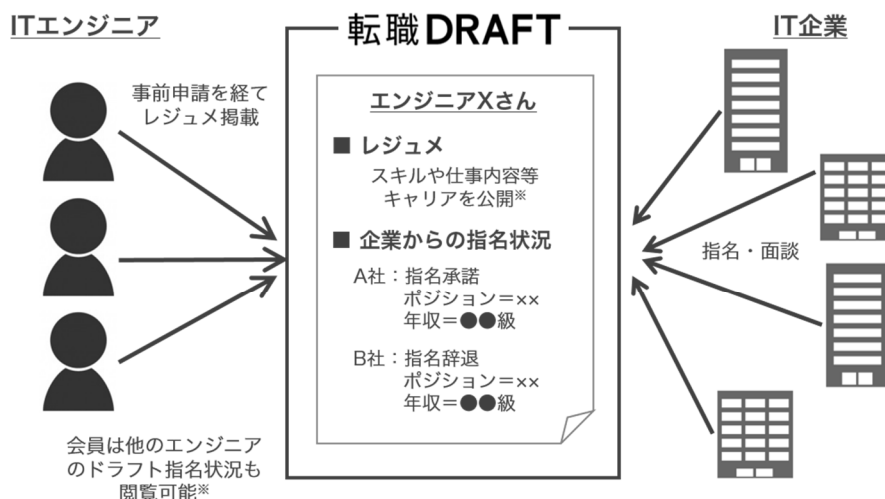 ITエンジニア
転職DRAFT
IT企業
事前申請を経て
レジュメ掲載
エンジニアXさん
■ レジュメ
スキルや仕事内容等
キャリアを公開※
■ 企業からの指名状況
A社：指名承諾
ポジション＝××
年収＝●●級
B社：指名辞退
ポジション＝××
年収＝●●級
指名・面談
会員は他のエンジニア
のドラフト指名状況も
閲覧可能※